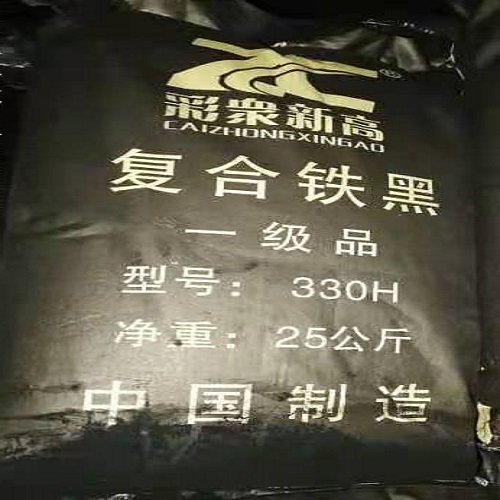 彩衆新高®
CAIZHONGXINGAO
复合铁黑
一级品
型号：330H
净重：25公斤
中国制造